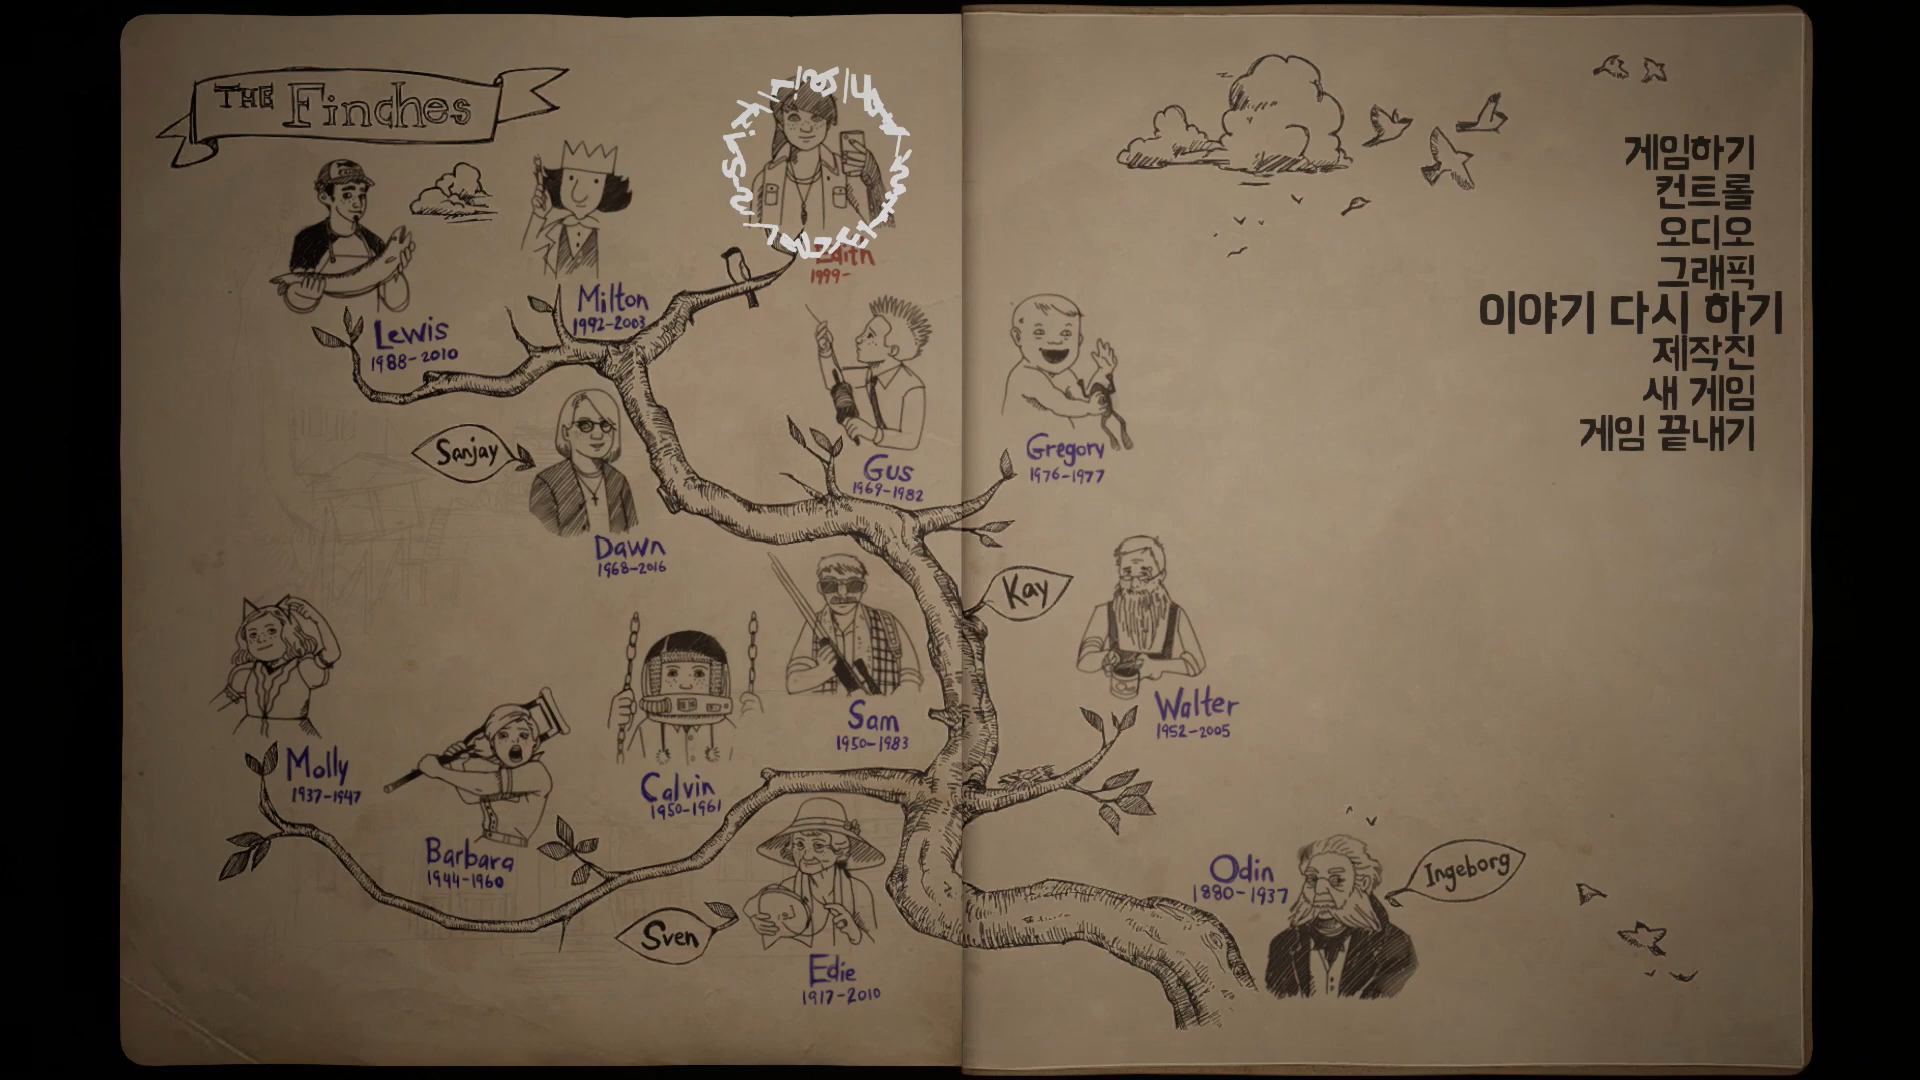 THE Finches
Edith
1999-
Milton
1992-2003
Lewis
1988-2010
Sanjay
Dawn
1968-2016
Gus
1969-1982
Gregory
1976-1977
Kay
Sam
1950-1983
Walter
1952-2005
Molly
1937-1947
Barbara
1944-1960
Calvin
1950-1961
Sven
Edie
1917-2010
Odin
1880-1937
Ingeborg
게임하기
컨트롤
오디오
그래픽
이야기 다시 하기
제작진
새 게임
게임 끝내기